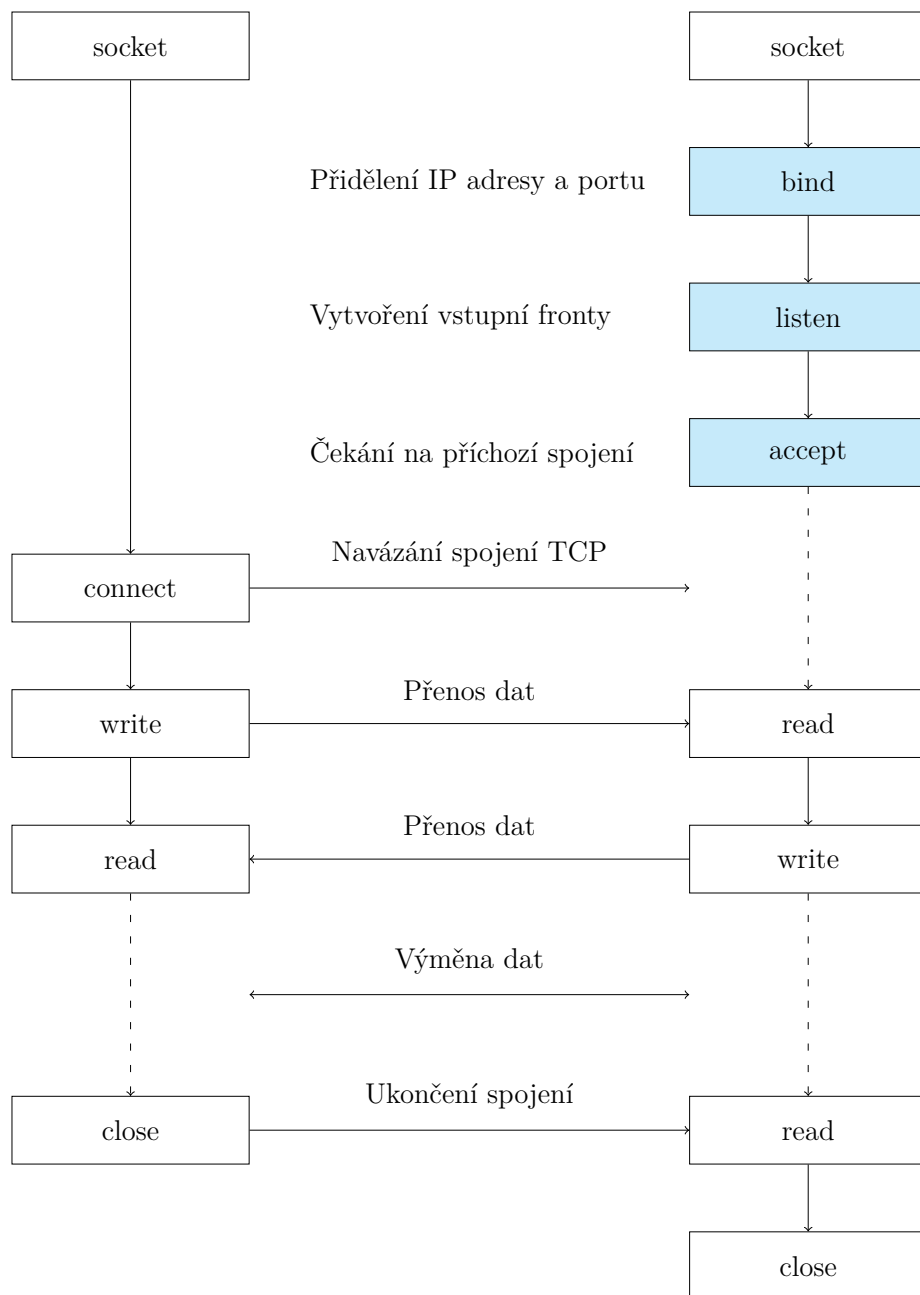 socket
socket
Přidělení IP adresy a portu
bind
Vytvoření vstupní fronty
listen
Čekání na příchozí spojení
accept
Navázání spojení TCP
connect
Přenos dat
write
read
Přenos dat
read
write
Výměna dat
Ukončení spojení
close
read
close